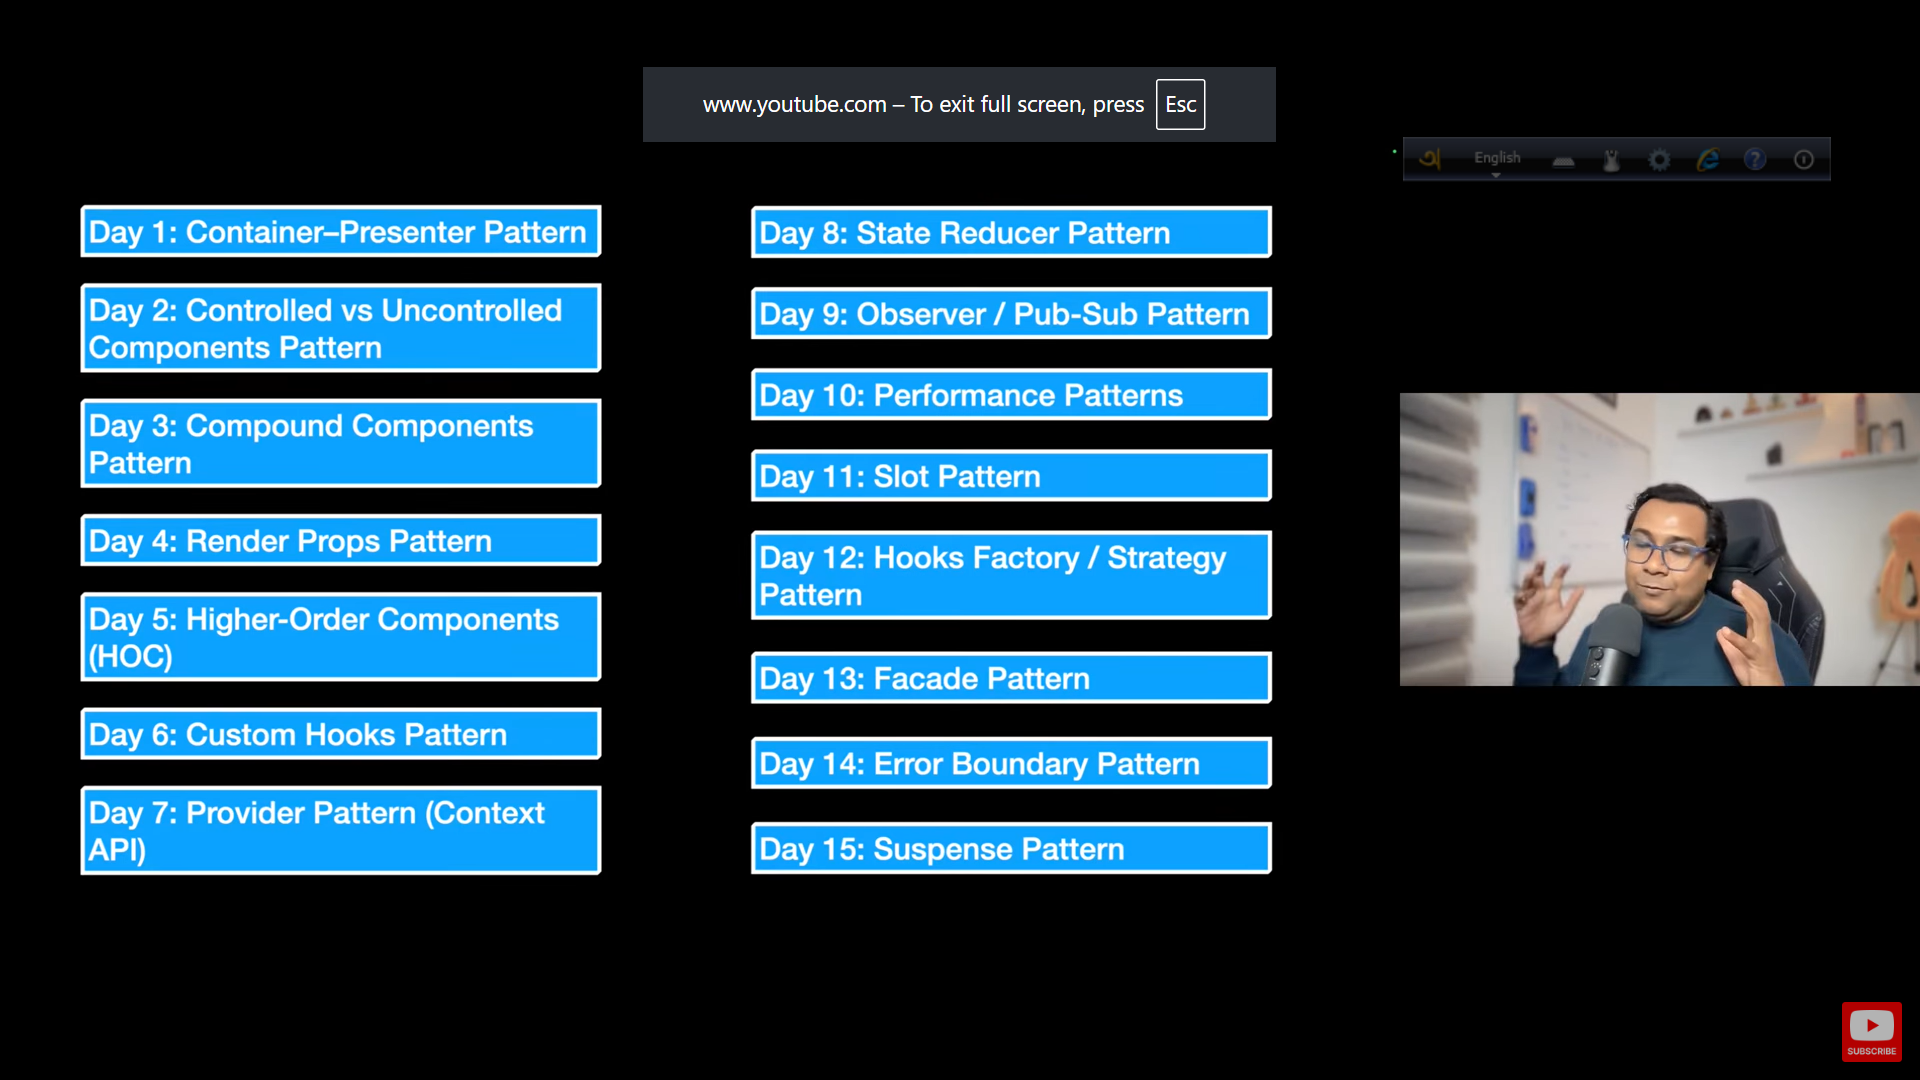 www.youtube.com – To exit full screen, press Esc
অ English
Day 1: Container–Presenter Pattern
Day 2: Controlled vs Uncontrolled
Components Pattern
Day 3: Compound Components
Pattern
Day 4: Render Props Pattern
Day 5: Higher-Order Components
(HOC)
Day 6: Custom Hooks Pattern
Day 7: Provider Pattern (Context
API)
Day 8: State Reducer Pattern
Day 9: Observer / Pub-Sub Pattern
Day 10: Performance Patterns
Day 11: Slot Pattern
Day 12: Hooks Factory / Strategy
Pattern
Day 13: Facade Pattern
Day 14: Error Boundary Pattern
Day 15: Suspense Pattern
SUBSCRIBE